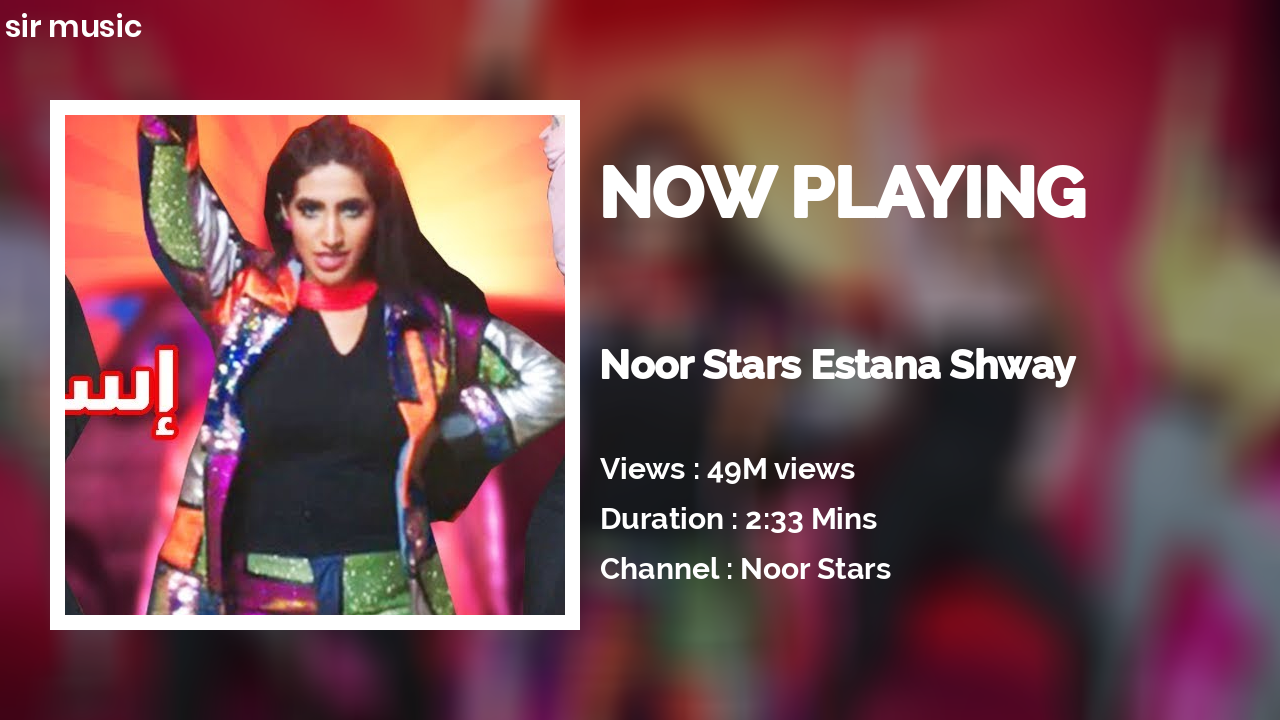 sir music
NOW PLAYING
Noor Stars Estana Shway
إس
Views : 49M views
Duration : 2:33 Mins
Channel : Noor Stars